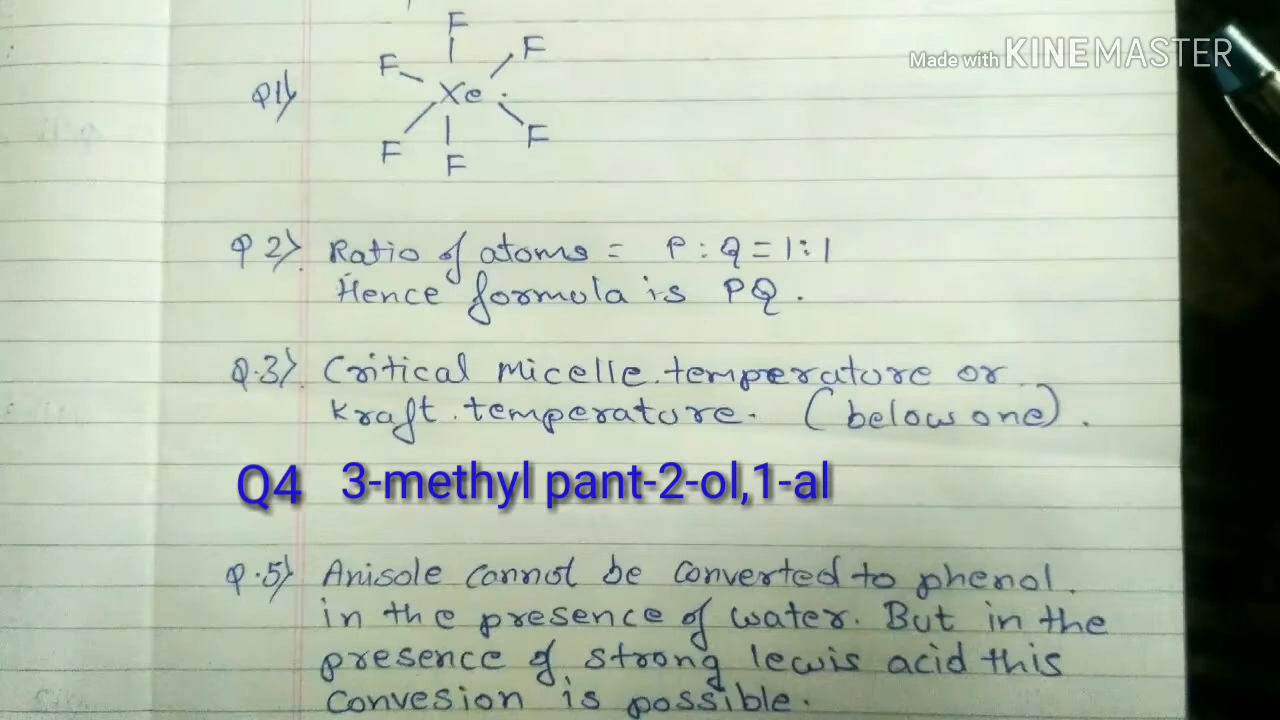 Made with KINEMASTER
F
F F
Q1) Xe
F F F
Q 2) Ratio of atoms = P : Q = 1 : 1
Hence formula is PQ.
Q.3) Critical micelle temperature or
kraft temperature. (below one).
Q4 3-methyl pant-2-ol,1-al
Q.5) Anisole cannot be converted to phenol
in the presence of water. But in the
presence of strong lewis acid this
convesion is possible.